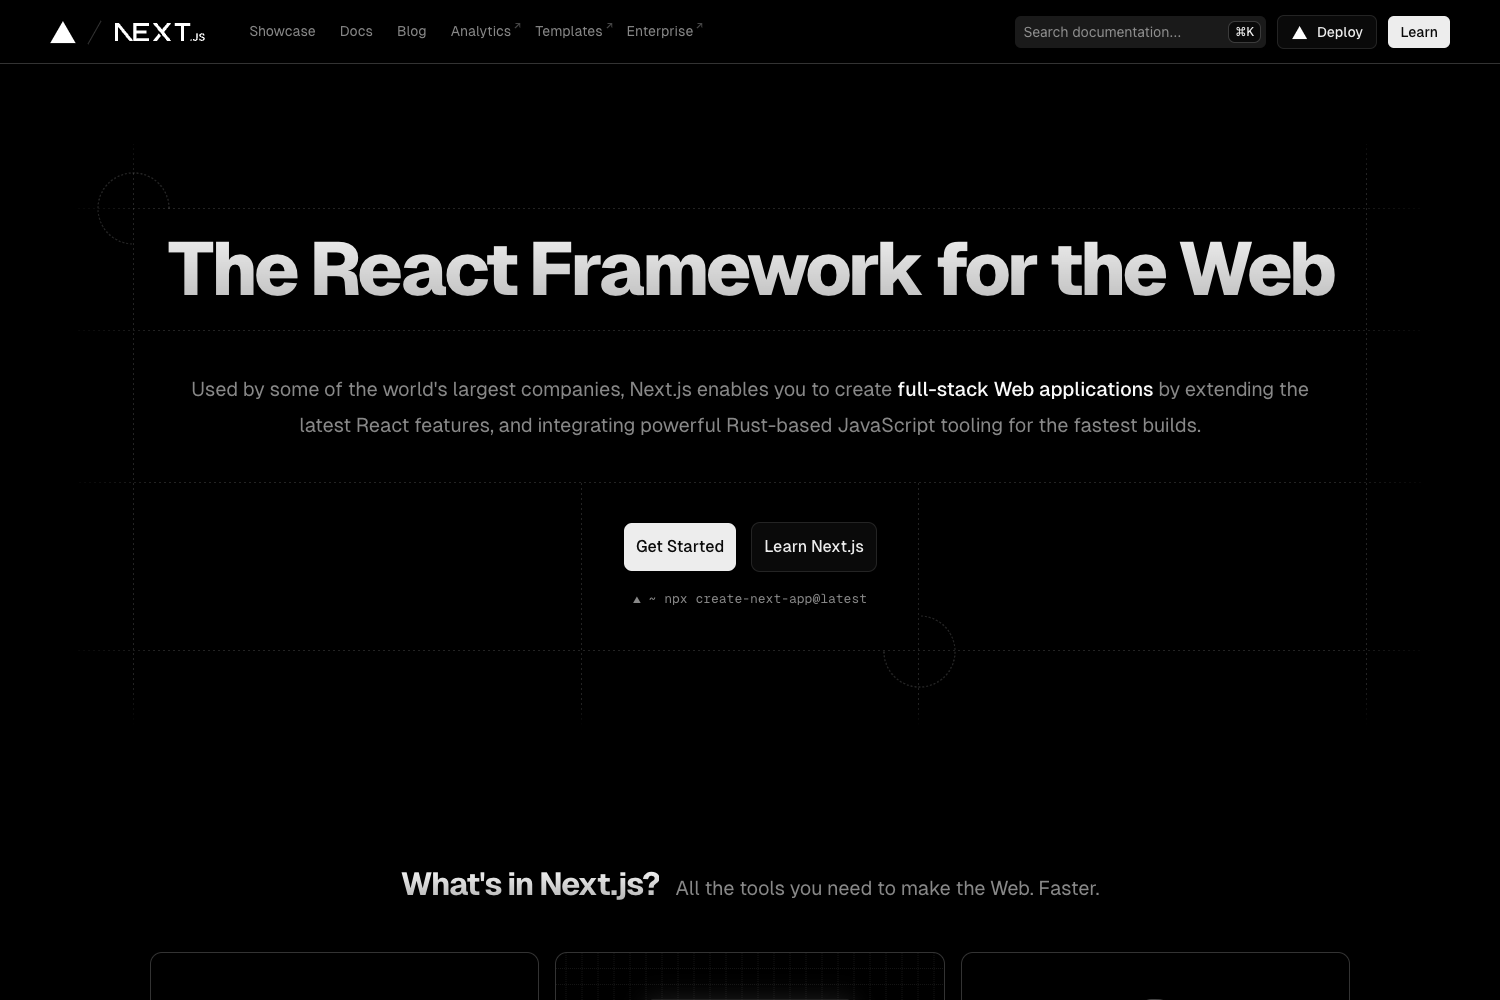 NEXT.JS
Showcase
Docs
Blog
Analytics
Templates
Enterprise
Search documentation...
⌘K
Deploy
Learn
The React Framework for the Web
Used by some of the world's largest companies, Next.js enables you to create full-stack Web applications by extending the
latest React features, and integrating powerful Rust-based JavaScript tooling for the fastest builds.
Get Started
Learn Next.js
▲ ~ npx create-next-app@latest
What's in Next.js?
All the tools you need to make the Web. Faster.